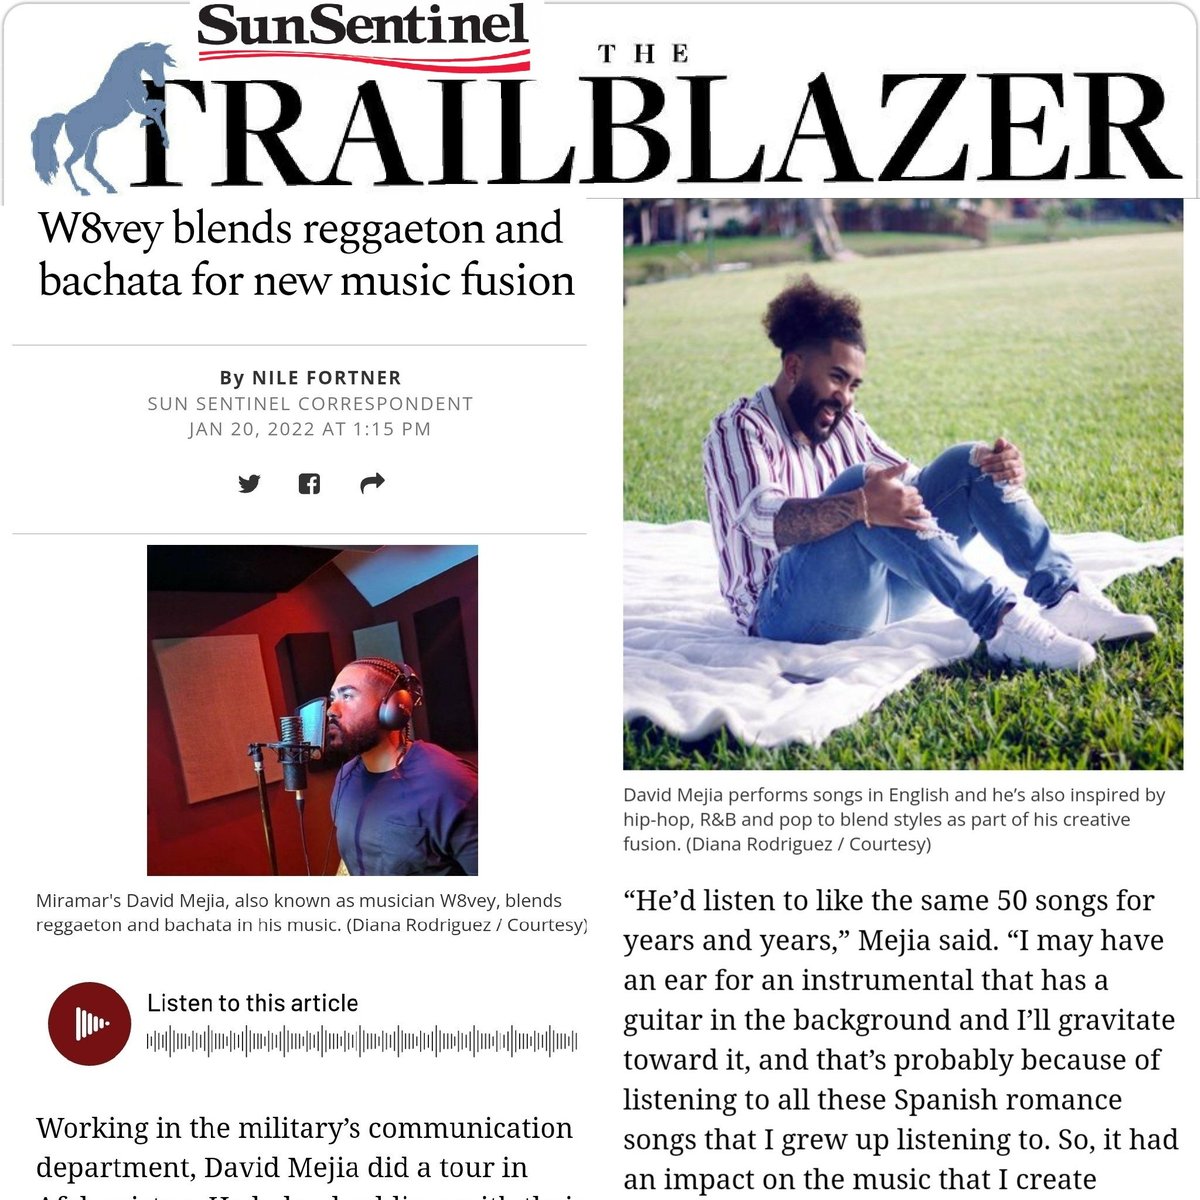 SunSentinel
THE
TRAILBLAZER
W8vey blends reggaeton and
bachata for new music fusion
By NILE FORTNER
SUN SENTINEL CORRESPONDENT
JAN 20, 2022 AT 1:15 PM
Miramar's David Mejia, also known as musician W8vey, blends
reggaeton and bachata in his music. (Diana Rodriguez / Courtesy)
Listen to this article
Working in the military’s communication
department, David Mejia did a tour in
David Mejia performs songs in English and he’s also inspired by
hip-hop, R&B and pop to blend styles as part of his creative
fusion. (Diana Rodriguez / Courtesy)
“He’d listen to like the same 50 songs for
years and years,” Mejia said. “I may have
an ear for an instrumental that has a
guitar in the background and I’ll gravitate
toward it, and that’s probably because of
listening to all these Spanish romance
songs that I grew up listening to. So, it had
an impact on the music that I create